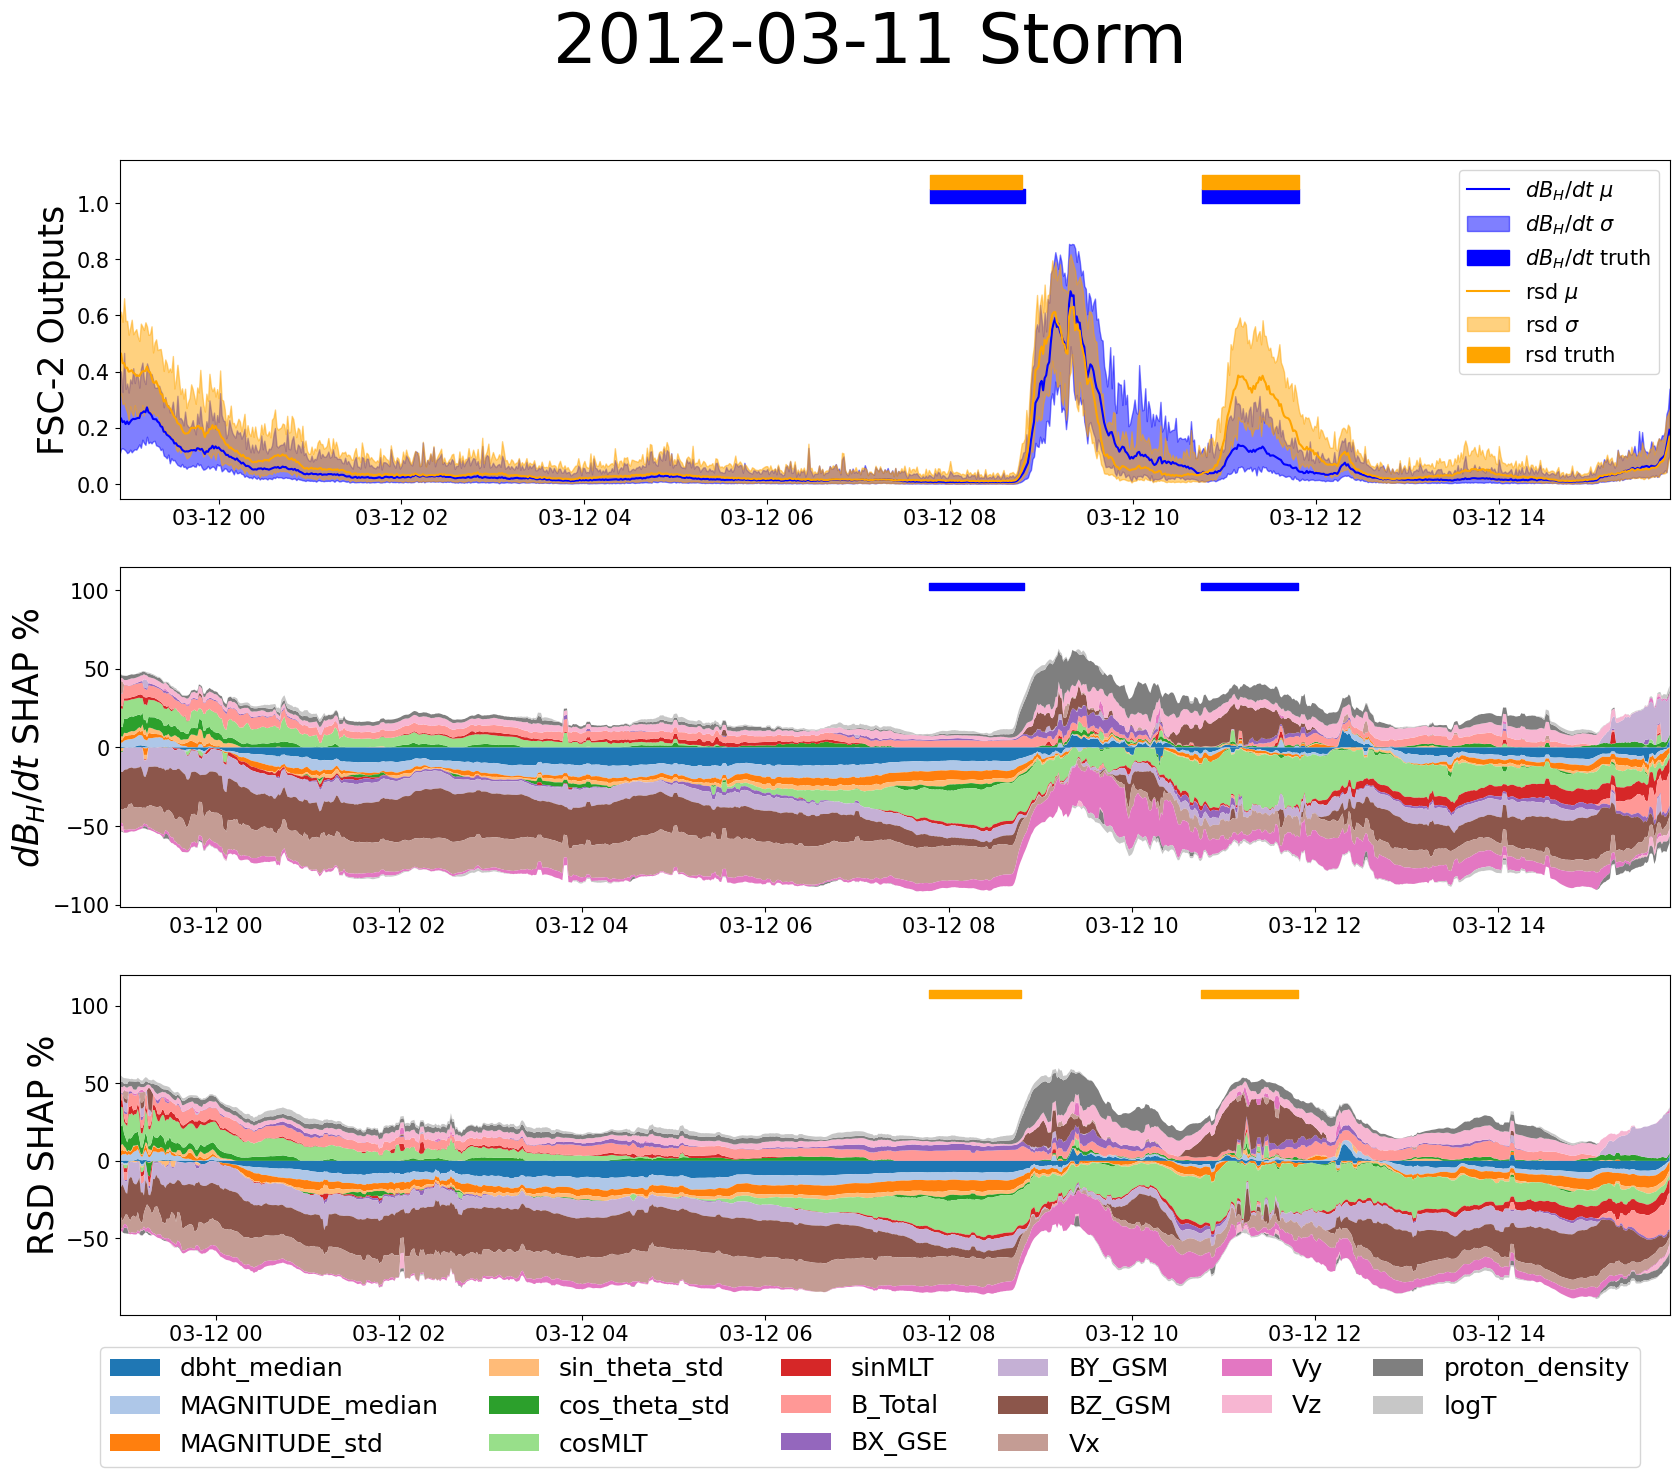 2012-03-11 Storm
FSC-2 Outputs
1.0
0.8
0.6
0.4
0.2
0.0
dB_H/dt μ
dB_H/dt σ
dB_H/dt truth
rsd μ
rsd σ
rsd truth
03-12 00 03-12 02 03-12 04 03-12 06 03-12 08 03-12 10 03-12 12 03-12 14
dB_H/dt SHAP %
100
50
0
−50
−100
03-12 00 03-12 02 03-12 04 03-12 06 03-12 08 03-12 10 03-12 12 03-12 14
RSD SHAP %
100
50
0
−50
03-12 00 03-12 02 03-12 04 03-12 06 03-12 08 03-12 10 03-12 12 03-12 14
dbht_median sin_theta_std sinMLT BY_GSM Vy proton_density
MAGNITUDE_median cos_theta_std B_Total BZ_GSM Vz logT
MAGNITUDE_std cosMLT BX_GSE Vx